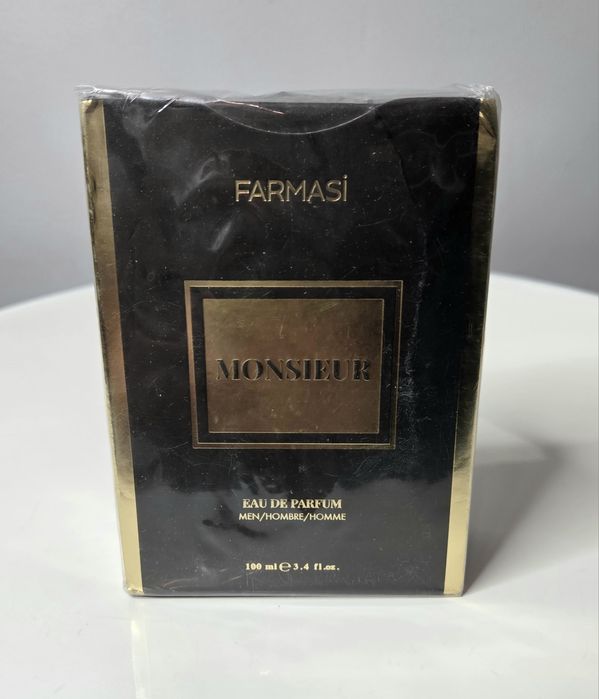 FARMASİ
MONSIEUR
EAU DE PARFUM
MEN/HOMBRE/HOMME
100 ml ℮ 3.4 fl.oz.